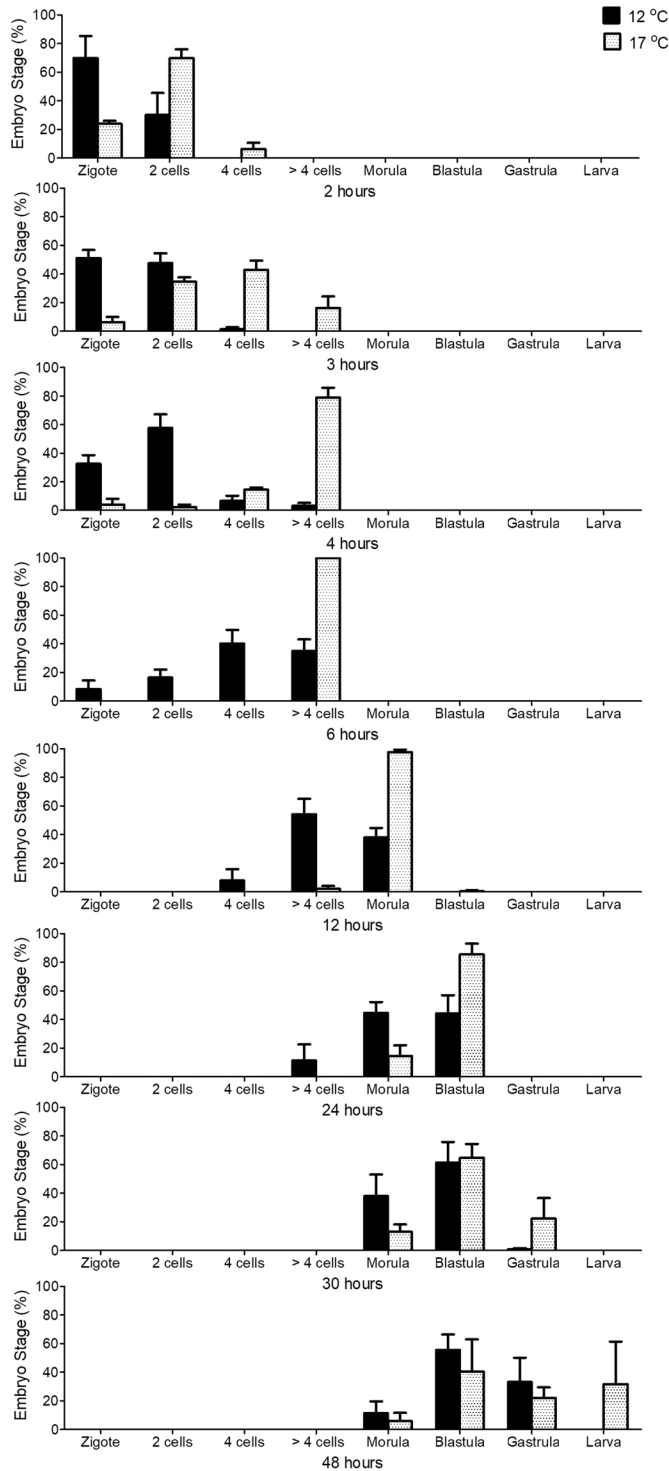 12 °C
17 °C
Embryo Stage (%)
80
60
40
20
0
Zigote 2 cells 4 cells > 4 cells Morula Blastula Gastrula Larva
2 hours
Embryo Stage (%)
100
80
60
40
20
0
Zigote 2 cells 4 cells > 4 cells Morula Blastula Gastrula Larva
3 hours
Embryo Stage (%)
100
80
60
40
20
0
Zigote 2 cells 4 cells > 4 cells Morula Blastula Gastrula Larva
4 hours
Embryo Stage (%)
100
80
60
40
20
0
Zigote 2 cells 4 cells > 4 cells Morula Blastula Gastrula Larva
6 hours
Embryo Stage (%)
100
80
60
40
20
0
Zigote 2 cells 4 cells > 4 cells Morula Blastula Gastrula Larva
12 hours
Embryo Stage (%)
100
80
60
40
20
0
Zigote 2 cells 4 cells > 4 cells Morula Blastula Gastrula Larva
24 hours
Embryo Stage (%)
100
80
60
40
20
0
Zigote 2 cells 4 cells > 4 cells Morula Blastula Gastrula Larva
30 hours
Embryo Stage (%)
100
80
60
40
20
0
Zigote 2 cells 4 cells > 4 cells Morula Blastula Gastrula Larva
48 hours